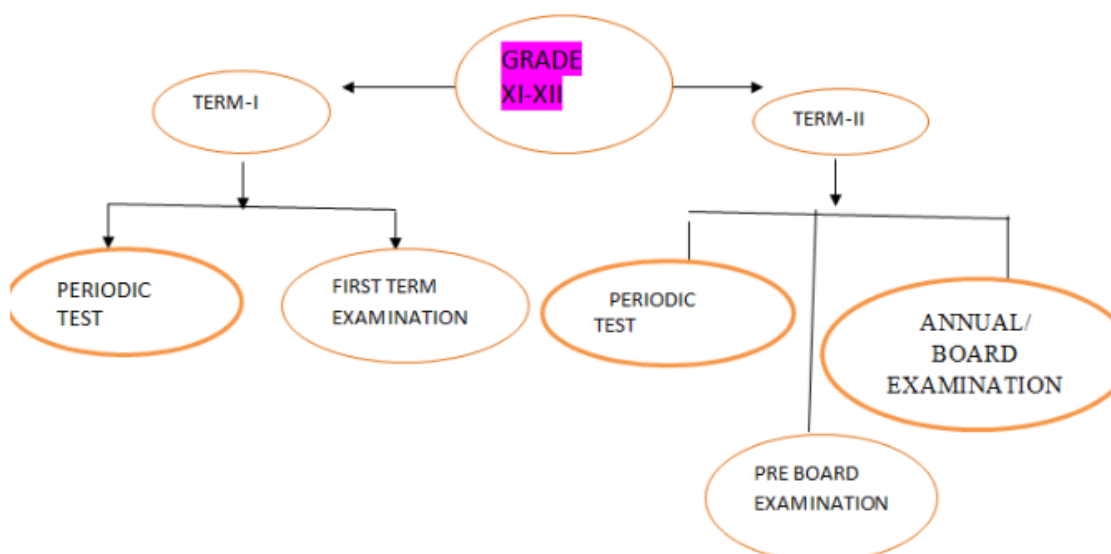 GRADE
XI-XII
TERM-I
TERM-II
PERIODIC
TEST
FIRST TERM
EXAMINATION
PERIODIC
TEST
ANNUAL/
BOARD
EXAMINATION
PRE BOARD
EXAMINATION